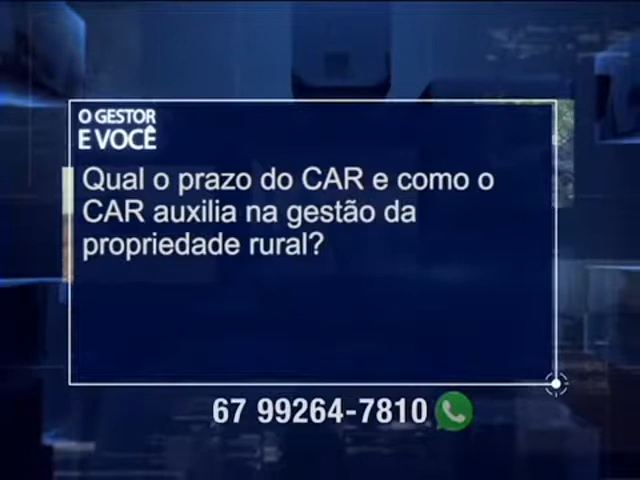 O GESTOR
E VOCÊ
Qual o prazo do CAR e como o
CAR auxilia na gestão da
propriedade rural?
67 99264-7810